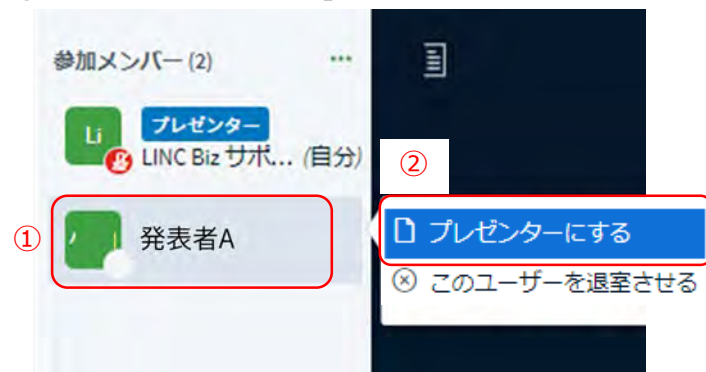 参加メンバー (2) ...
Li プレゼンター
LINC Biz サポ... (自分)
②
① 発表者A
プレゼンターにする
このユーザーを退室させる